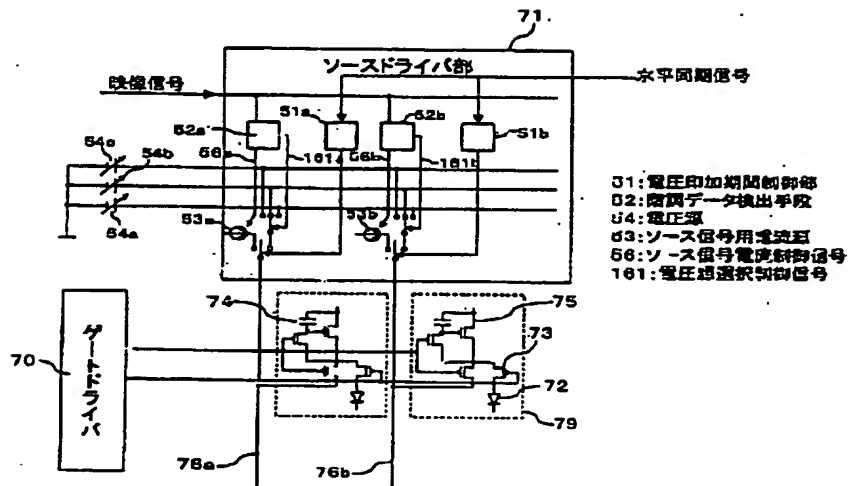 71
ソースドライバ部
映像信号
水平同期信号
52a
51a
52b
51b
54c
54b
56a
161a
56b
161b
53a
53b
54a
51:電圧印加期間制御部
52:階調データ検出手段
54:電圧源
53:ソース信号用電流源
56:ソース信号電流制御信号
161:電圧源選択制御信号
70
ゲートドライバ
74
75
73
72
79
76a
76b